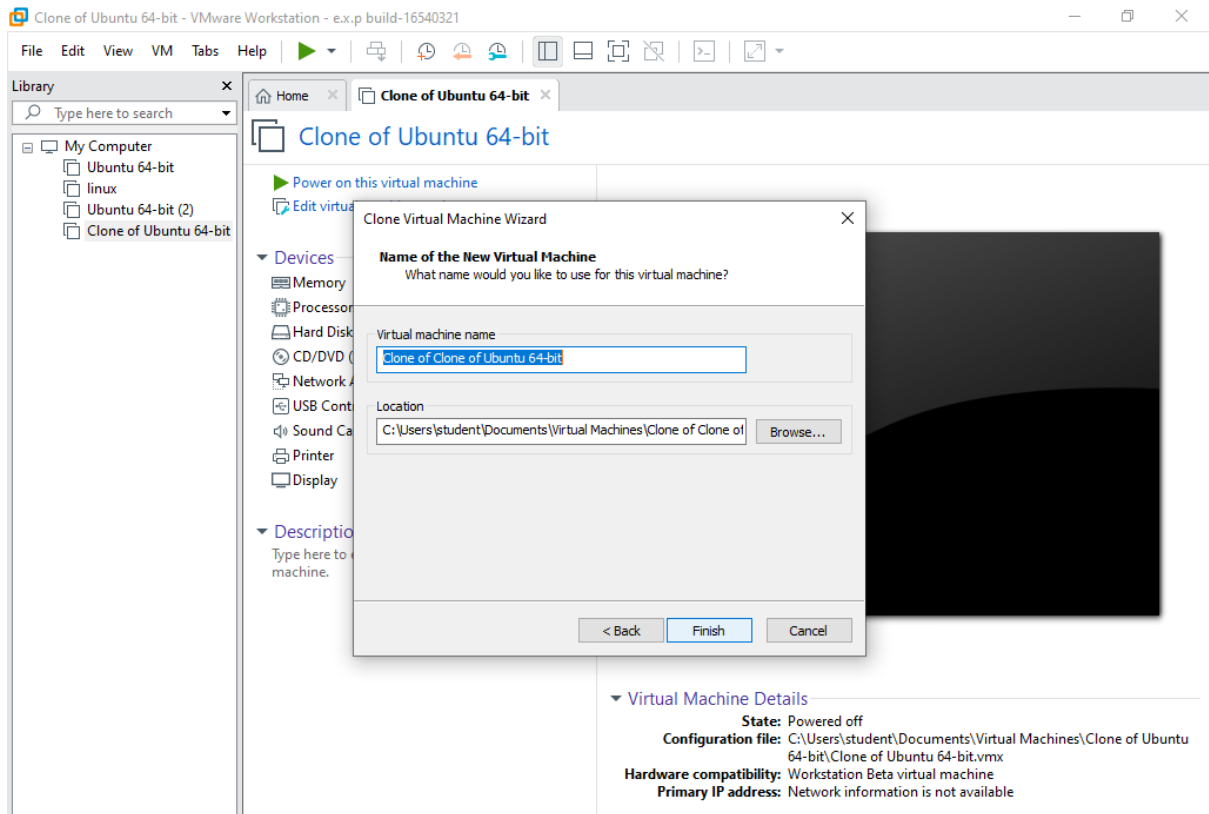 Clone of Ubuntu 64-bit - VMware Workstation - e.x.p build-16540321
File Edit View VM Tabs Help
Library
Type here to search
My Computer
Ubuntu 64-bit
linux
Ubuntu 64-bit (2)
Clone of Ubuntu 64-bit
Home
Clone of Ubuntu 64-bit
Clone of Ubuntu 64-bit
Power on this virtual machine
Edit virtua
Devices
Memory
Processor
Hard Disk
CD/DVD (
Network A
USB Conti
Sound Ca
Printer
Display
Descriptio
Type here to e
machine.
Clone Virtual Machine Wizard
Name of the New Virtual Machine
What name would you like to use for this virtual machine?
Virtual machine name
Clone of Clone of Ubuntu 64-bit
Location
C:\Users\student\Documents\Virtual Machines\Clone of Clone of
Browse...
< Back Finish Cancel
Virtual Machine Details
State: Powered off
Configuration file: C:\Users\student\Documents\Virtual Machines\Clone of Ubuntu
64-bit\Clone of Ubuntu 64-bit.vmx
Hardware compatibility: Workstation Beta virtual machine
Primary IP address: Network information is not available